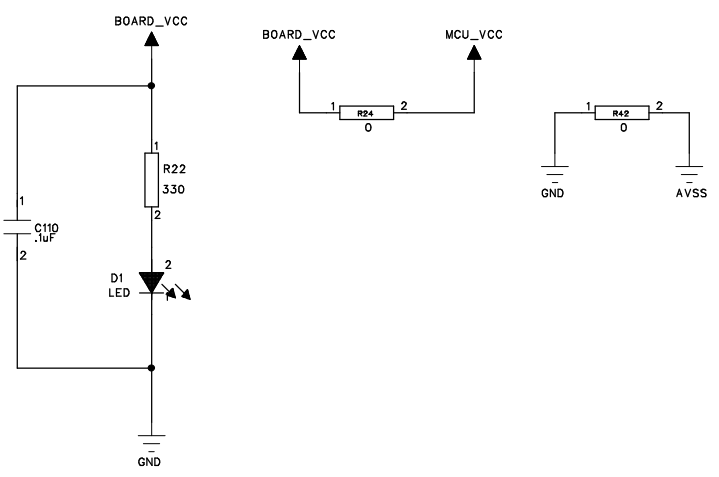 BOARD_VCC
1
R22
330
2
1
C110
.1uF
2
D1
LED
2
1
GND
BOARD_VCC
MCU_VCC
1
R24
2
0
1
R42
2
0
GND
AVSS